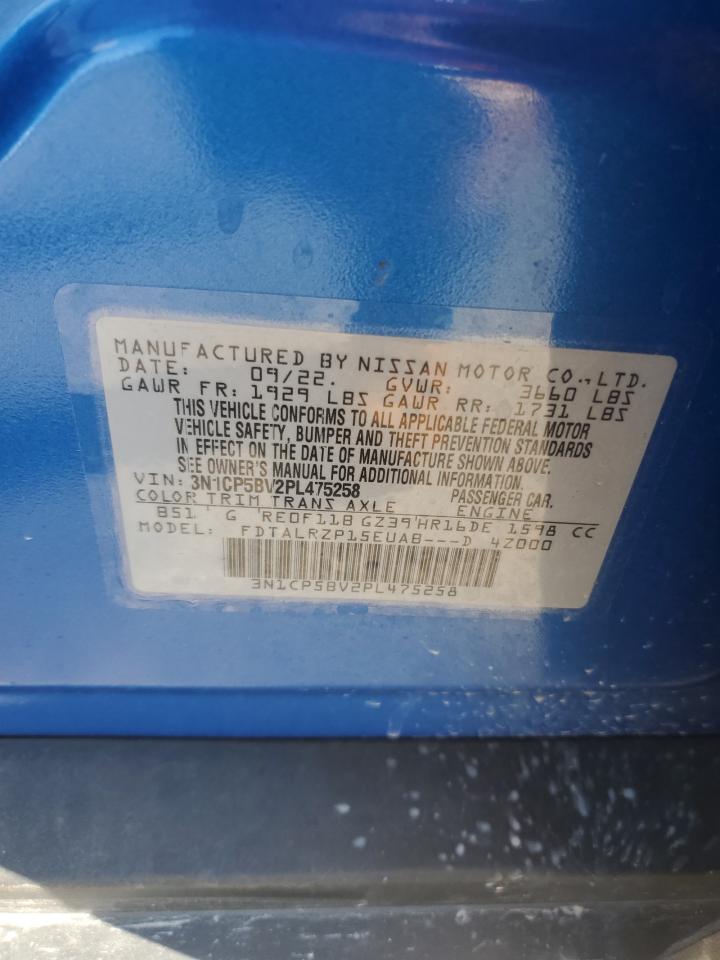 MANUFACTURED BY NISSAN MOTOR CO.,LTD.
DATE: 09/22. GVWR: 3660 LBS
GAWR FR: 1929 LBS GAWR RR: 1731 LBS
THIS VEHICLE CONFORMS TO ALL APPLICABLE FEDERAL MOTOR
VEHICLE SAFETY, BUMPER AND THEFT PREVENTION STANDARDS
IN EFFECT ON THE DATE OF MANUFACTURE SHOWN ABOVE.
SEE OWNER'S MANUAL FOR ADDITIONAL INFORMATION.
VIN: 3N1CP5BV2PL475258 PASSENGER CAR.
COLOR TRIM TRANS AXLE ENGINE
B51 G RE0F11B GZ39 HR16DE 1598 CC
MODEL: FDTALRZP15EUAB---D 4Z000
3N1CP5BV2PL475258